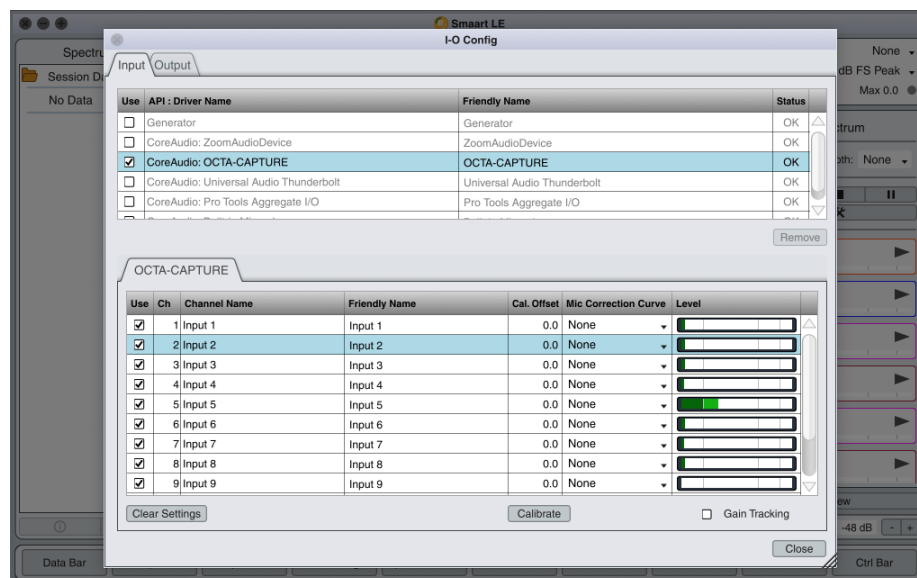 Smaart LE
I-O Config
Spectru
None
Input Output
dB FS Peak
Session Da
Max 0.0
No Data
Use API : Driver Name Friendly Name Status
Generator Generator OK
trum
CoreAudio: ZoomAudioDevice ZoomAudioDevice OK
CoreAudio: OCTA-CAPTURE OCTA-CAPTURE OK
pth: None
CoreAudio: Universal Audio Thunderbolt Universal Audio Thunderbolt OK
CoreAudio: Pro Tools Aggregate I/O Pro Tools Aggregate I/O OK
Remove
OCTA-CAPTURE
Use Ch Channel Name Friendly Name Cal. Offset Mic Correction Curve Level
1 Input 1 Input 1 0.0 None
2 Input 2 Input 2 0.0 None
3 Input 3 Input 3 0.0 None
4 Input 4 Input 4 0.0 None
5 Input 5 Input 5 0.0 None
6 Input 6 Input 6 0.0 None
7 Input 7 Input 7 0.0 None
8 Input 8 Input 8 0.0 None
9 Input 9 Input 9 0.0 None
ew
Clear Settings Calibrate Gain Tracking
-48 dB - +
Close
Data Bar Ctrl Bar